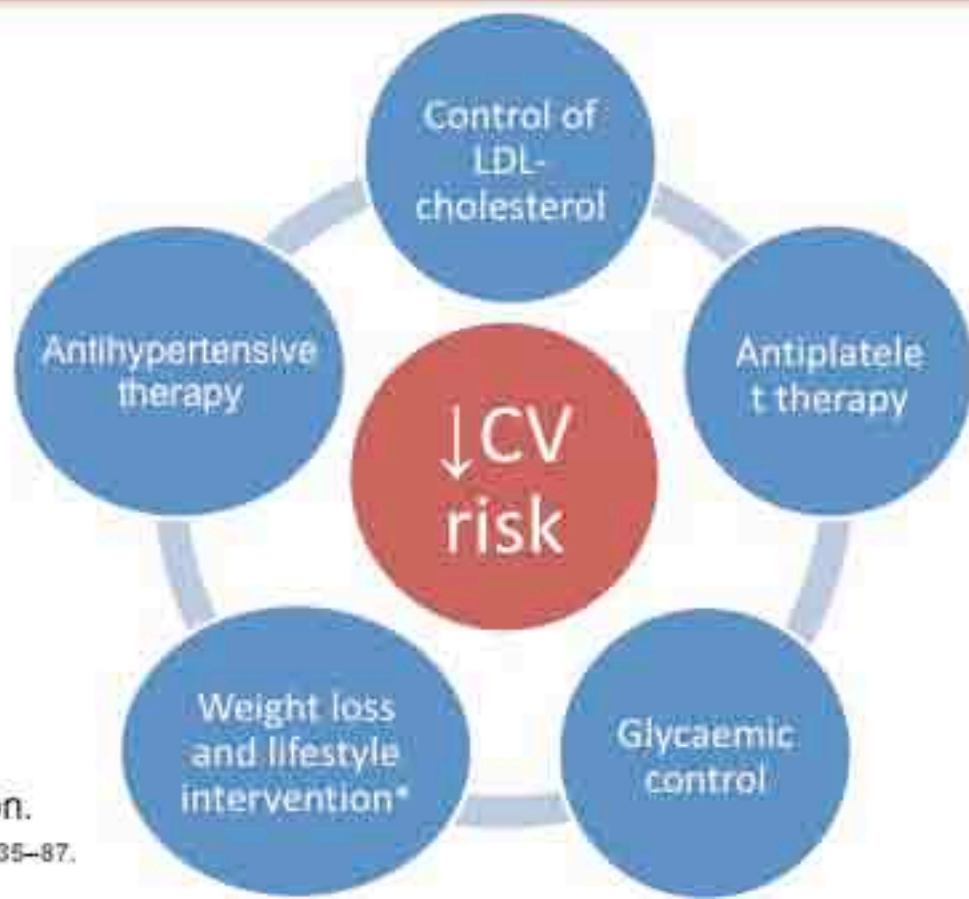 Control of
LDL-
cholesterol
Antihypertensive
therapy
Antiplatele
t therapy
↓CV
risk
Weight loss
and lifestyle
intervention*
Glycaemic
control
35–87.